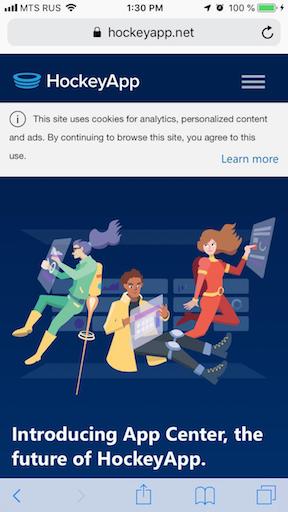 MTS RUS 1:30 PM 100 %
hockeyapp.net
HockeyApp
This site uses cookies for analytics, personalized content
and ads. By continuing to browse this site, you agree to this
use.
Learn more
Introducing App Center, the
future of HockeyApp.